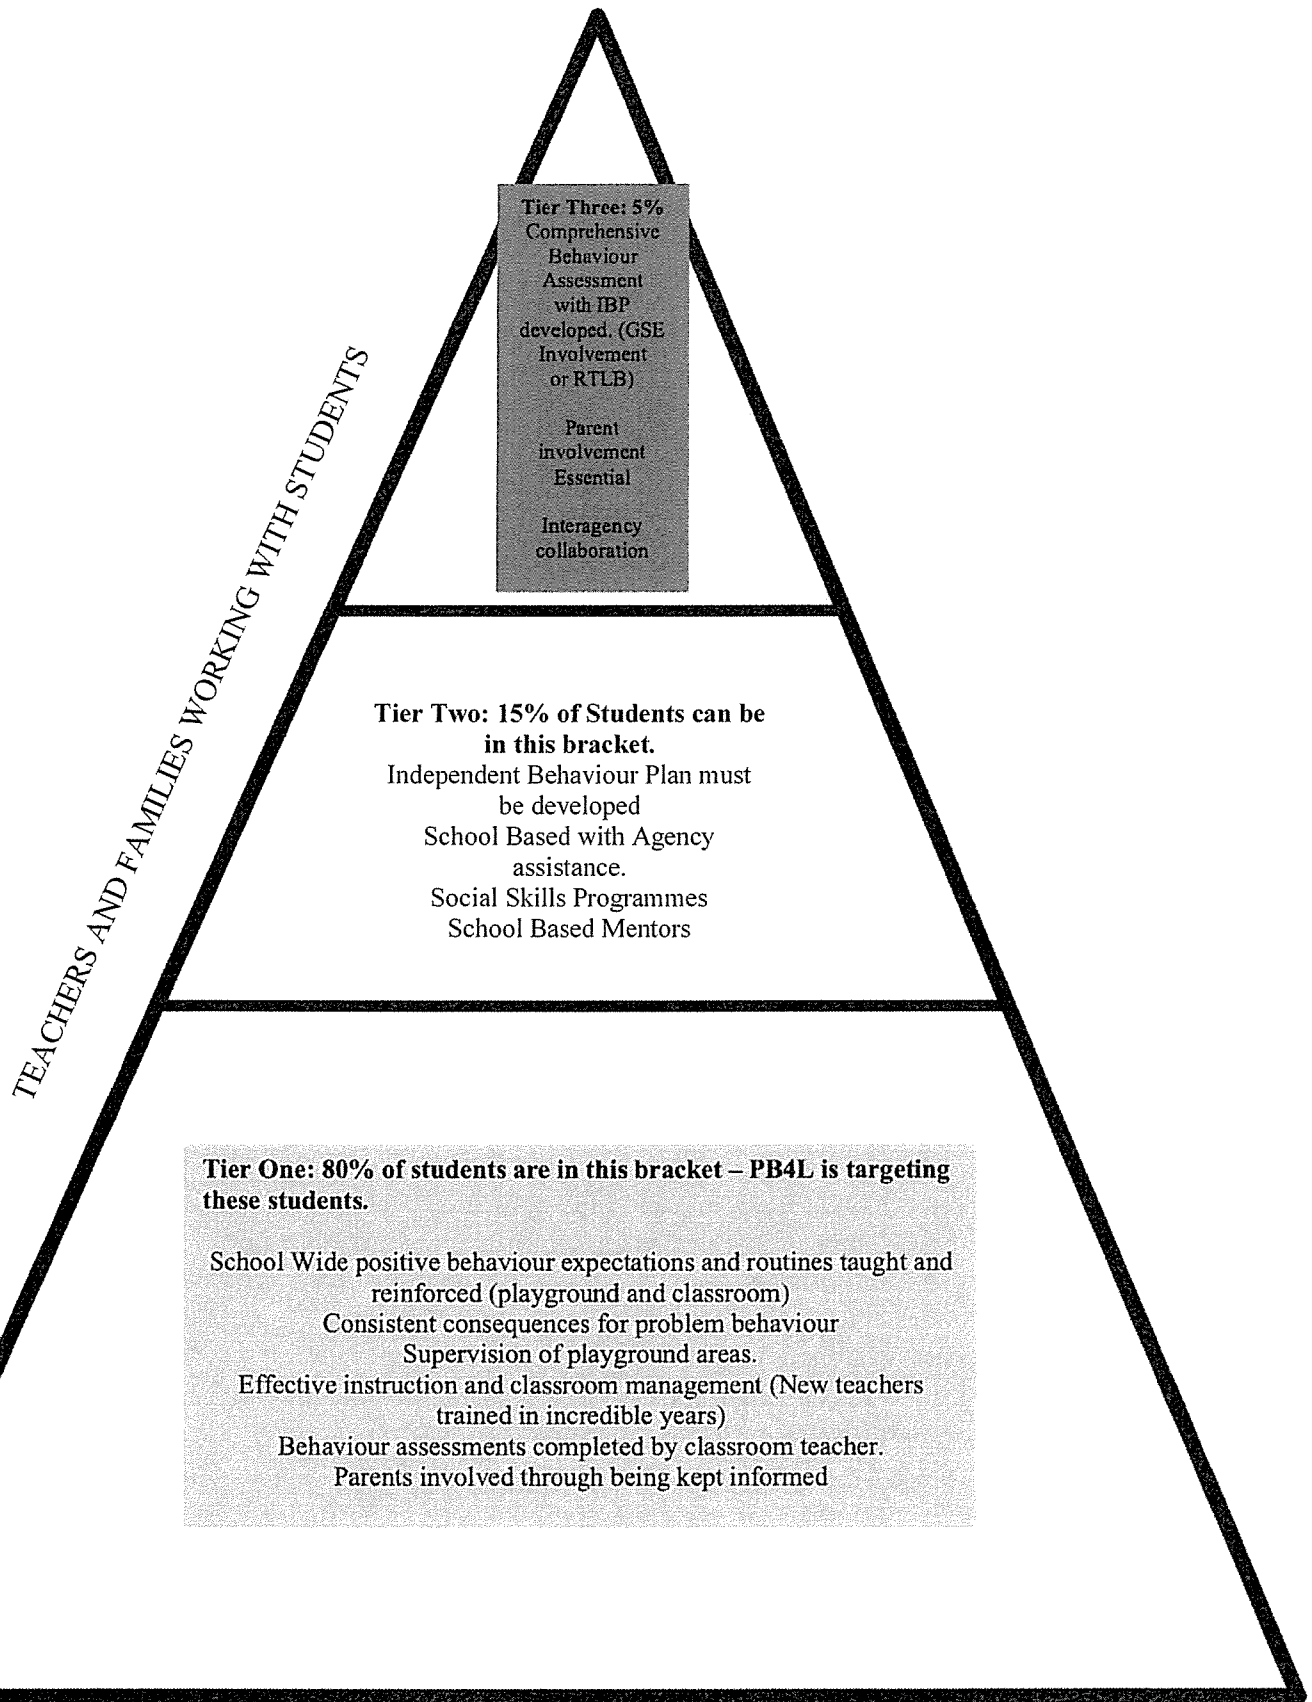 Tier Three: 5%
Comprehensive
Behaviour
Assessment
with IBP
developed. (GSE
Involvement
or RTLB)
Parent
involvement
Essential
Interagency
collaboration
TEACHERS AND FAMILIES WORKING WITH STUDENTS
Tier Two: 15% of Students can be
in this bracket.
Independent Behaviour Plan must
be developed
School Based with Agency
assistance.
Social Skills Programmes
School Based Mentors
Tier One: 80% of students are in this bracket – PB4L is targeting
these students.
School Wide positive behaviour expectations and routines taught and
reinforced (playground and classroom)
Consistent consequences for problem behaviour
Supervision of playground areas.
Effective instruction and classroom management (New teachers
trained in incredible years)
Behaviour assessments completed by classroom teacher.
Parents involved through being kept informed